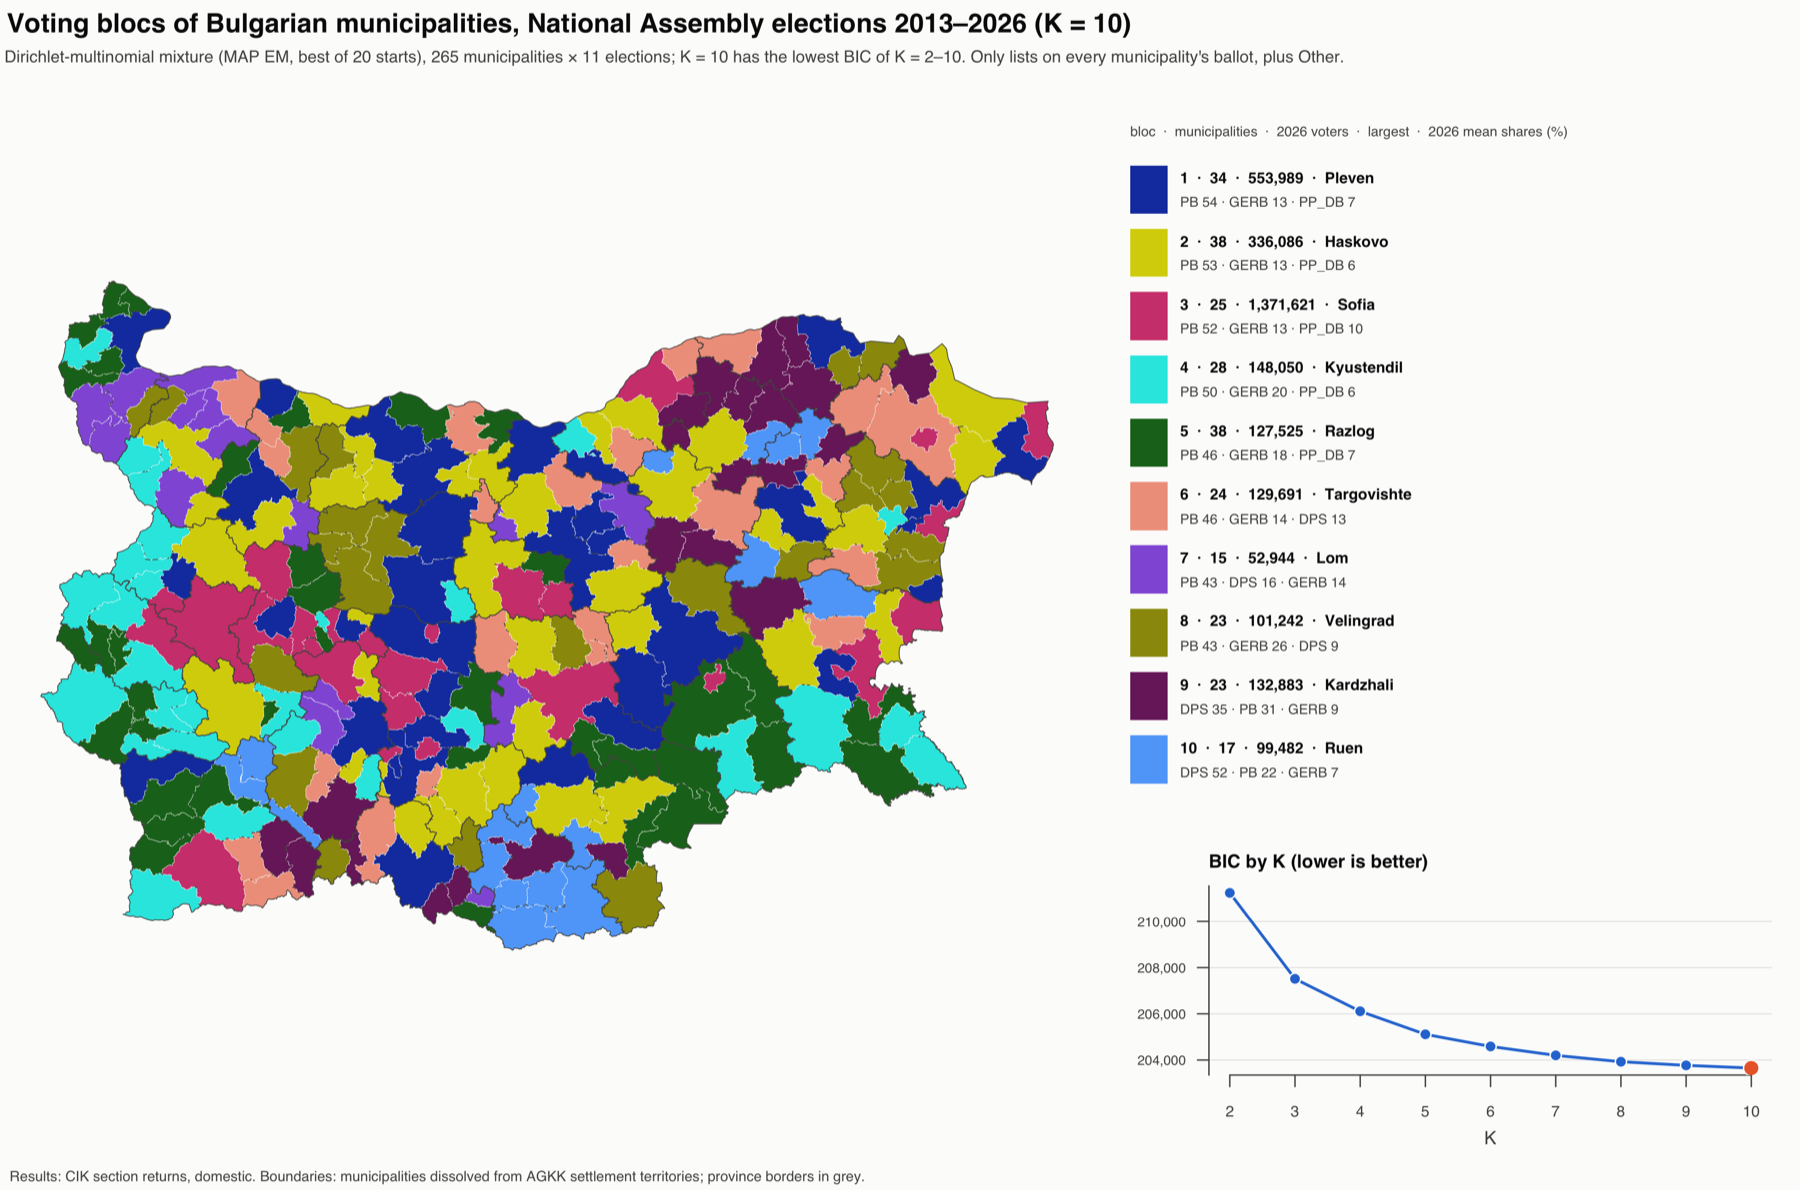 Voting blocs of Bulgarian municipalities, National Assembly elections 2013–2026 (K = 10)
Dirichlet-multinomial mixture (MAP EM, best of 20 starts), 265 municipalities × 11 elections; K = 10 has the lowest BIC of K = 2–10. Only lists on every municipality's ballot, plus Other.
bloc · municipalities · 2026 voters · largest · 2026 mean shares (%)
1 · 34 · 553,989 · Pleven
PB 54 · GERB 13 · PP_DB 7
2 · 38 · 336,086 · Haskovo
PB 53 · GERB 13 · PP_DB 6
3 · 25 · 1,371,621 · Sofia
PB 52 · GERB 13 · PP_DB 10
4 · 28 · 148,050 · Kyustendil
PB 50 · GERB 20 · PP_DB 6
5 · 38 · 127,525 · Razlog
PB 46 · GERB 18 · PP_DB 7
6 · 24 · 129,691 · Targovishte
PB 46 · GERB 14 · DPS 13
7 · 15 · 52,944 · Lom
PB 43 · DPS 16 · GERB 14
8 · 23 · 101,242 · Velingrad
PB 43 · GERB 26 · DPS 9
9 · 23 · 132,883 · Kardzhali
DPS 35 · PB 31 · GERB 9
10 · 17 · 99,482 · Ruen
DPS 52 · PB 22 · GERB 7
BIC by K (lower is better)
210,000
208,000
206,000
204,000
2 3 4 5 6 7 8 9 10
K
Results: CIK section returns, domestic. Boundaries: municipalities dissolved from AGKK settlement territories; province borders in grey.